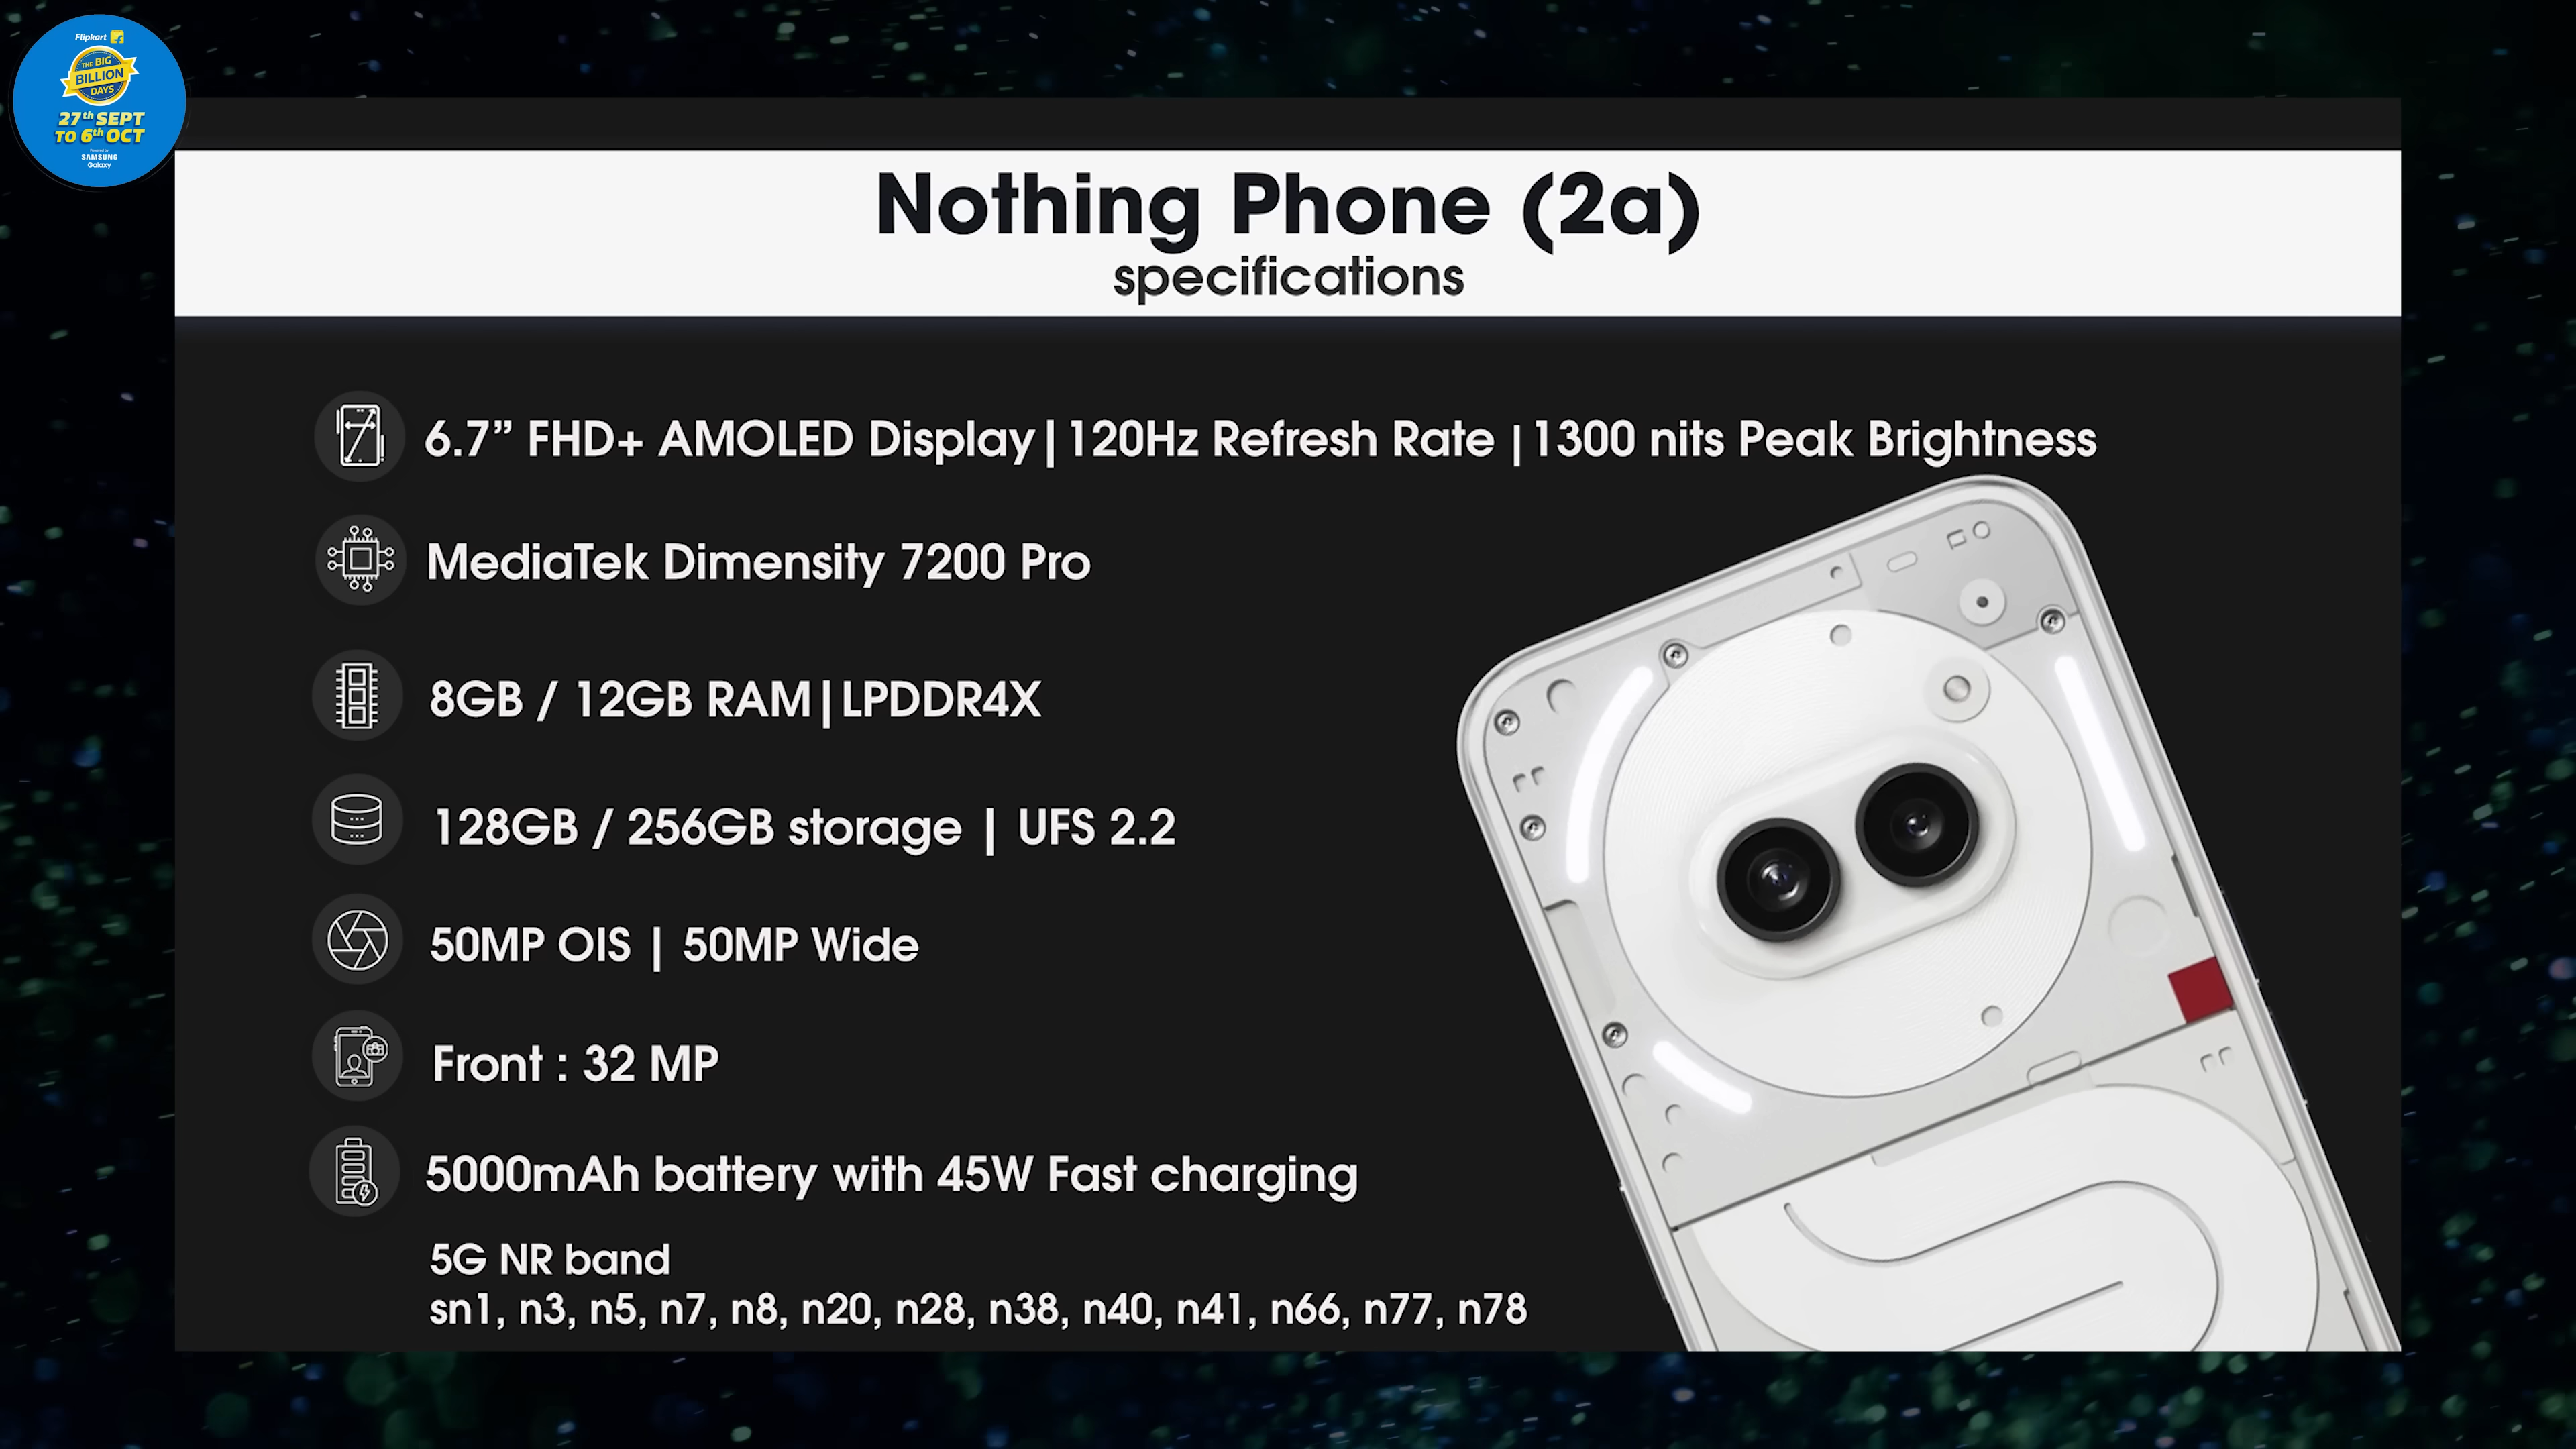 Flipkart
THE BIG
BILLION
DAYS
27th SEPT
TO 6th OCT
Powered by
SAMSUNG
Galaxy
Nothing Phone (2a)
specifications
6.7” FHD+ AMOLED Display|120Hz Refresh Rate |1300 nits Peak Brightness
MediaTek Dimensity 7200 Pro
8GB / 12GB RAM|LPDDR4X
128GB / 256GB storage | UFS 2.2
50MP OIS | 50MP Wide
Front : 32 MP
5000mAh battery with 45W Fast charging
5G NR band
sn1, n3, n5, n7, n8, n20, n28, n38, n40, n41, n66, n77, n78